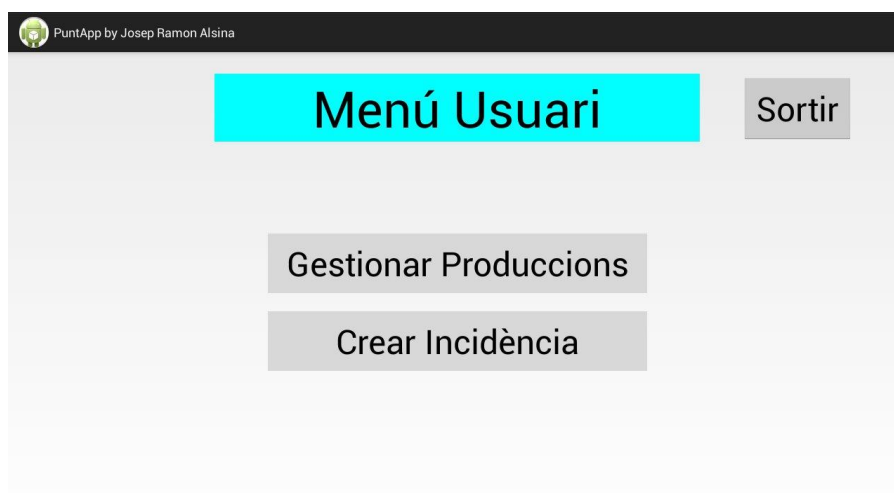 PuntApp by Josep Ramon Alsina
Menú Usuari
Sortir
Gestionar Produccions
Crear Incidència